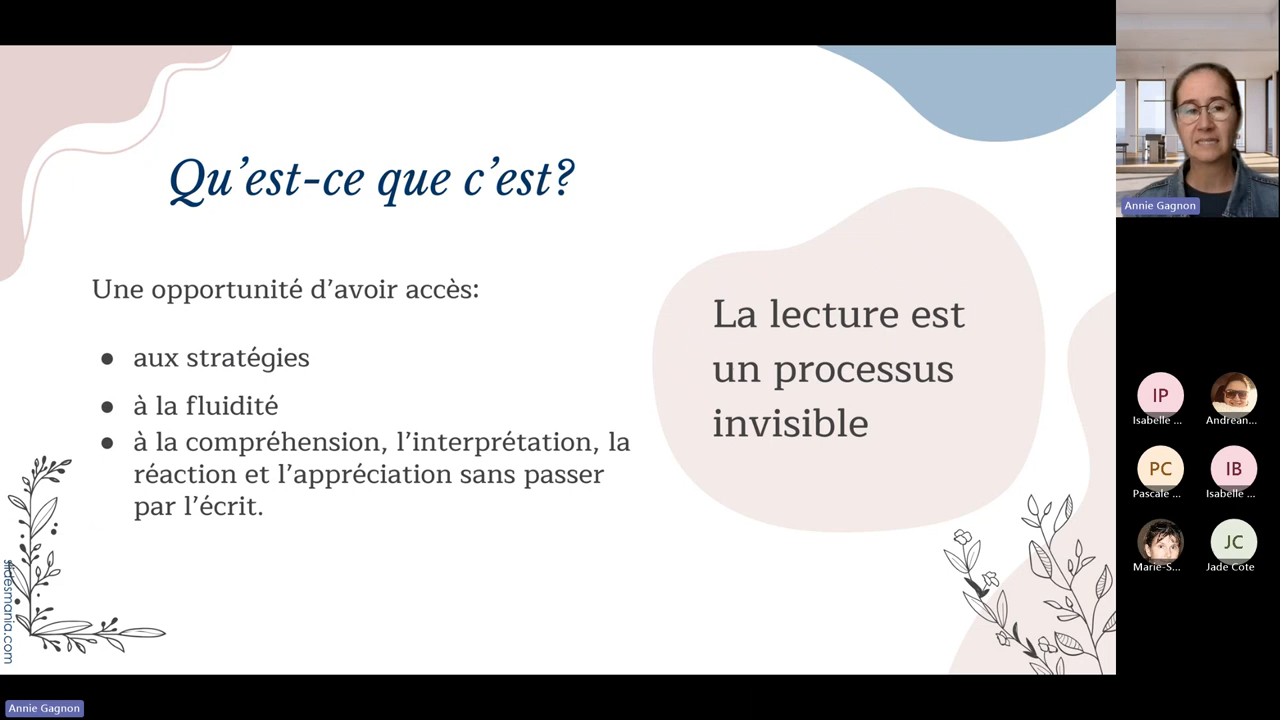 Qu’est-ce que c’est?
Une opportunité d’avoir accès:
● aux stratégies
● à la fluidité
● à la compréhension, l’interprétation, la
réaction et l’appréciation sans passer
par l’écrit.
La lecture est
un processus
invisible
slidesmania.com
Annie Gagnon
IP
Isabelle ...
Andrean...
PC
Pascale ...
IB
Isabelle ...
Marie-S...
JC
Jade Cote
Annie Gagnon